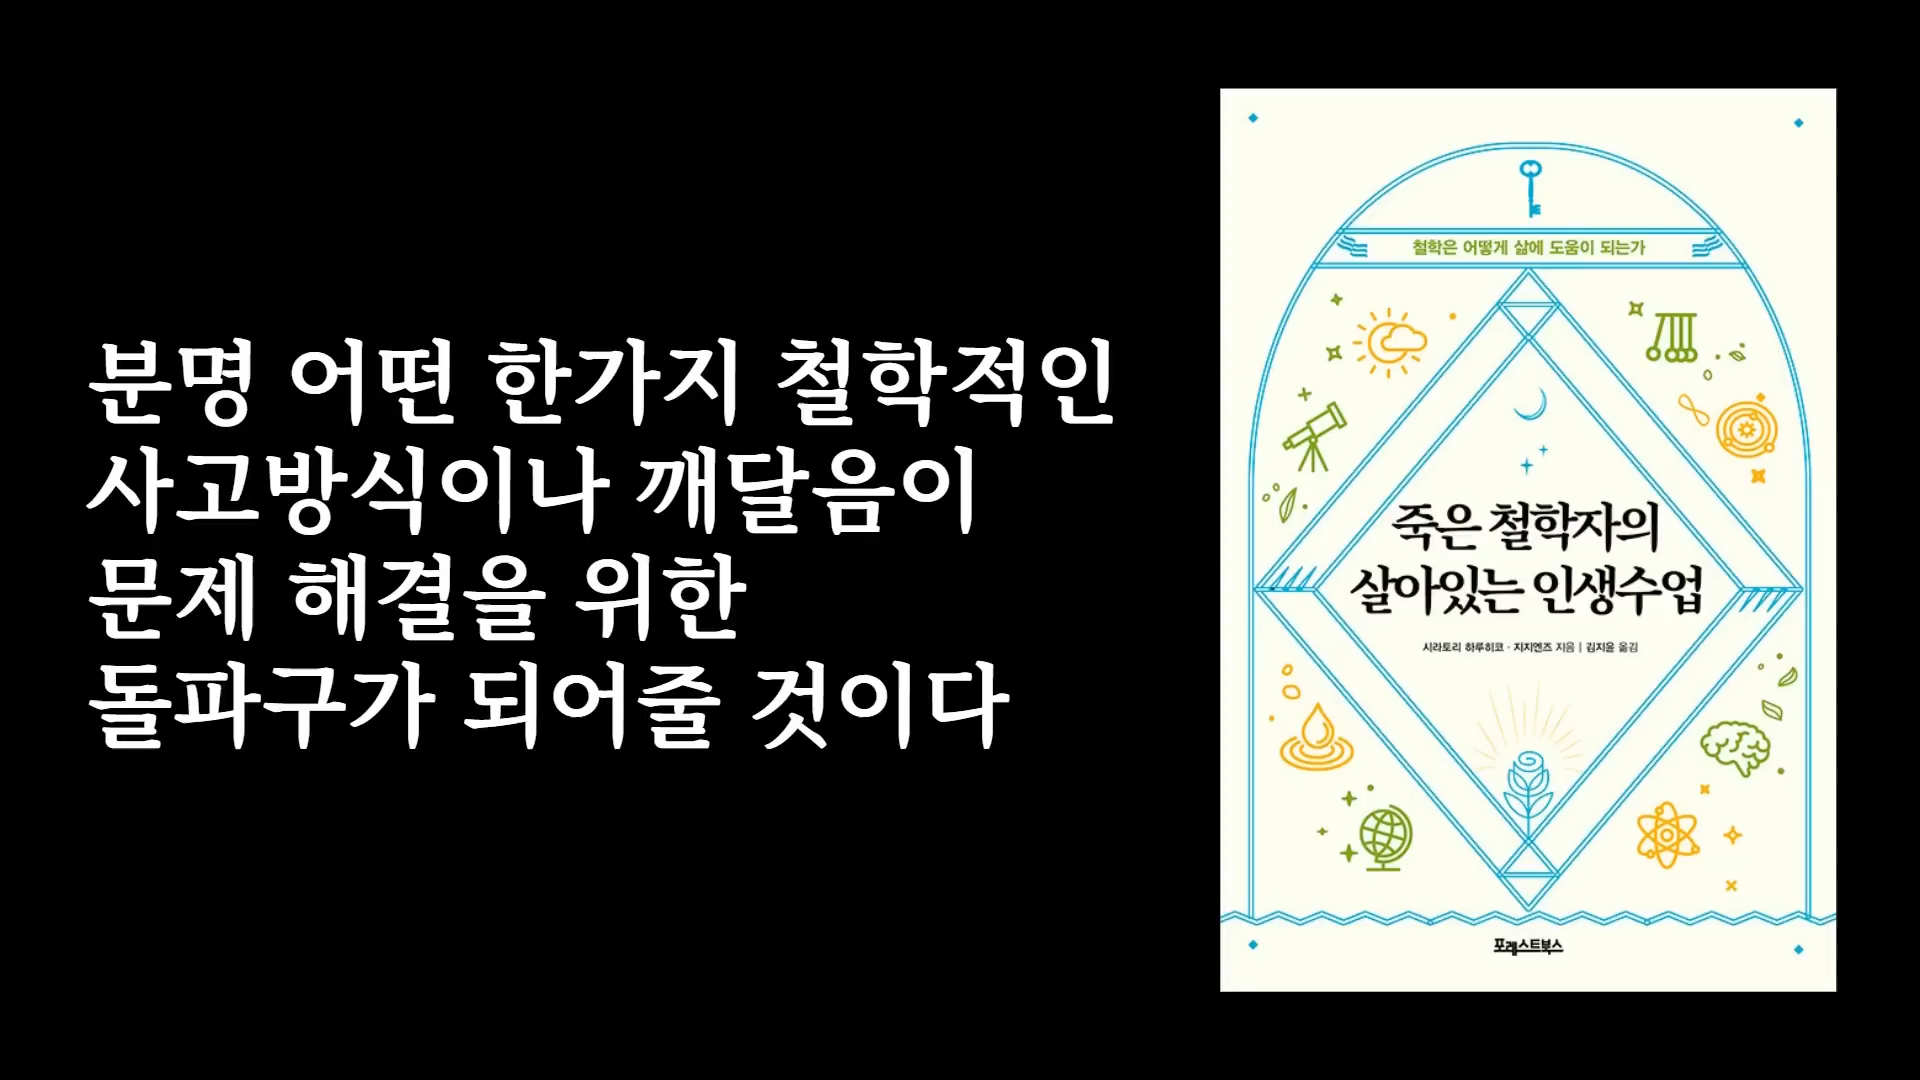 분명 어떤 한가지 철학적인
사고방식이나 깨달음이
문제 해결을 위한
돌파구가 되어줄 것이다
철학은 어떻게 삶에 도움이 되는가
죽은 철학자의
살아있는 인생수업
시라토리 하루히코 · 지지엔즈 지음 | 김지윤 옮김
포레스트북스